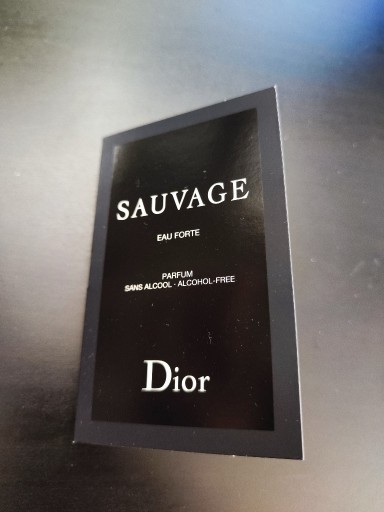 SAUVAGE
EAU FORTE
PARFUM
SANS ALCOOL - ALCOHOL-FREE
Dior